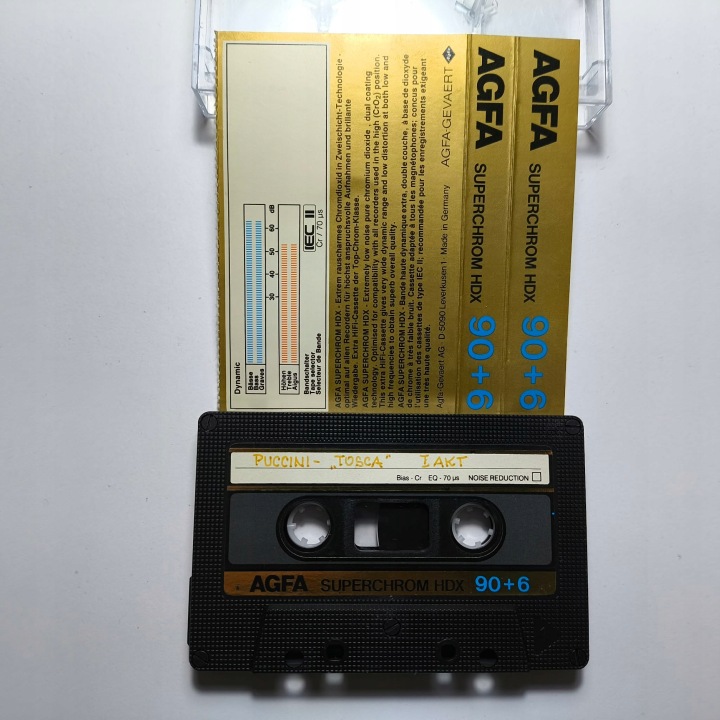 AGFA SUPERCHROM HDX 90+6
AGFA SUPERCHROM HDX 90+6
Agfa-Gevaert AG · D 5090 Leverkusen 1 Made in Germany AGFA-GEVAERT
AGFA SUPERCHROM HDX - Extrem rauscharmes Chromdioxid in Zweischicht-Technologie -
optimal auf allen Recordern für höchst anspruchsvolle Aufnahmen und brillante
Wiedergabe. Extra HiFi-Cassette der Top-Chrom-Klasse.
AGFA SUPERCHROM HDX - Extremely low noise pure chromium dioxide - dual coating
technology. Optimised for compatibility with all recorders used in the high (CrO₂) position.
This extra HiFi-Cassette gives very wide dynamic range and low distortion at both low and
high frequencies to obtain superb overall quality.
AGFA SUPERCHROM HDX - Bande haute dynamique extra, double couche, à base de dioxyde
de chrome à très faible bruit. Cassette adaptée à tous les magnétophones; concus pour
l'utilisation des cassettes de type IEC II; recommandée pour les enregistrements exigeant
une très haute qualité.
Dynamic
Bässe
Bass
Graves
Höhen
Treble
Aigus
30 40 50 60 dB
Bandschalter
Tape selector
Sélecteur de Bande
IEC II
Cr / 70 µs
PUCCINI - „TOSCA" I AKT
Bias - Cr EQ - 70 µs NOISE REDUCTION
AGFA SUPERCHROM HDX 90+6